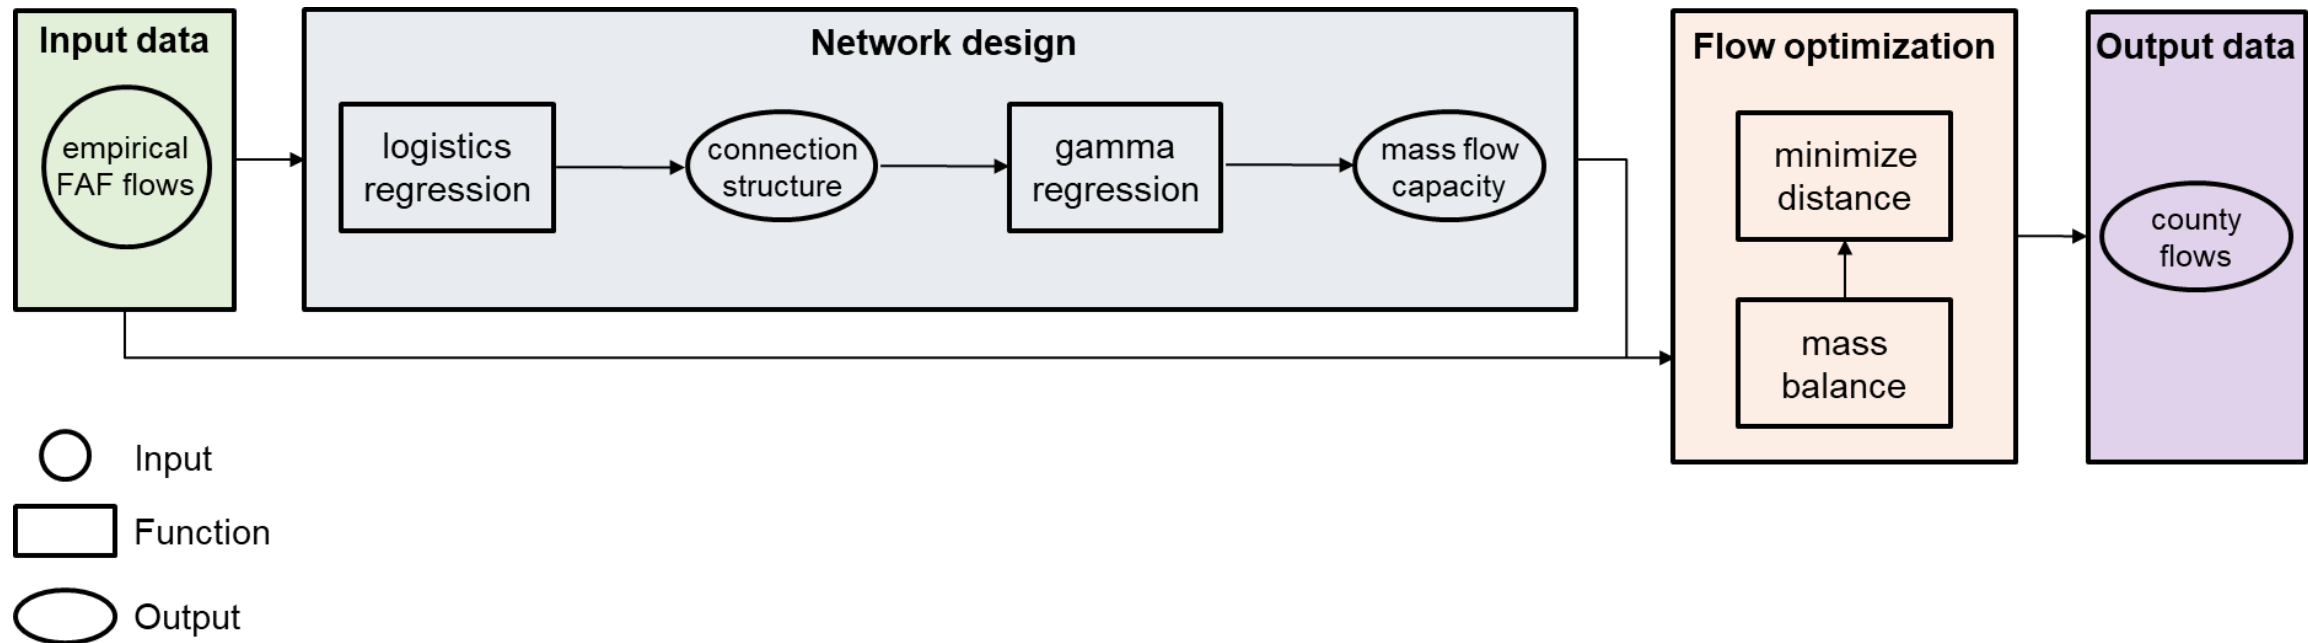 Input data
empirical
FAF flows
Network design
logistics
regression
connection
structure
gamma
regression
mass flow
capacity
Flow optimization
minimize
distance
mass
balance
Output data
county
flows
Input
Function
Output